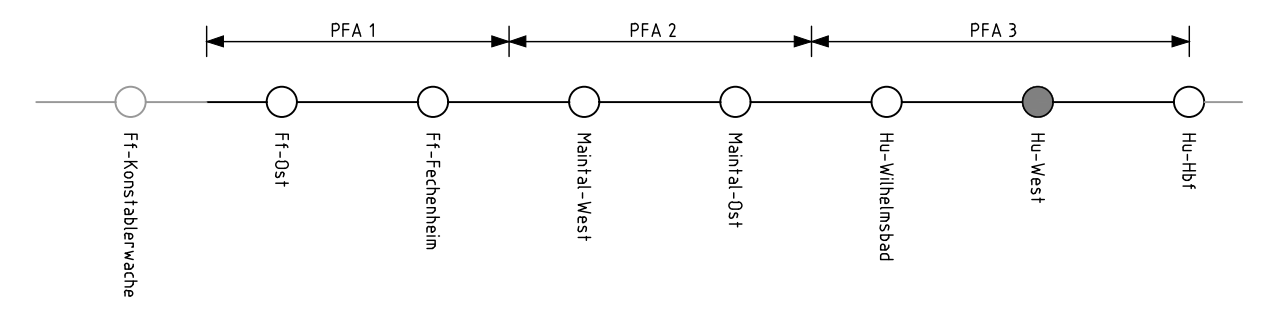 PFA 1
PFA 2
PFA 3
Ff-Konstablerwache
Ff-Ost
Ff-Fechenheim
Maintal-West
Maintal-Ost
Hu-Wilhelmsbad
Hu-West
Hu-Hbf